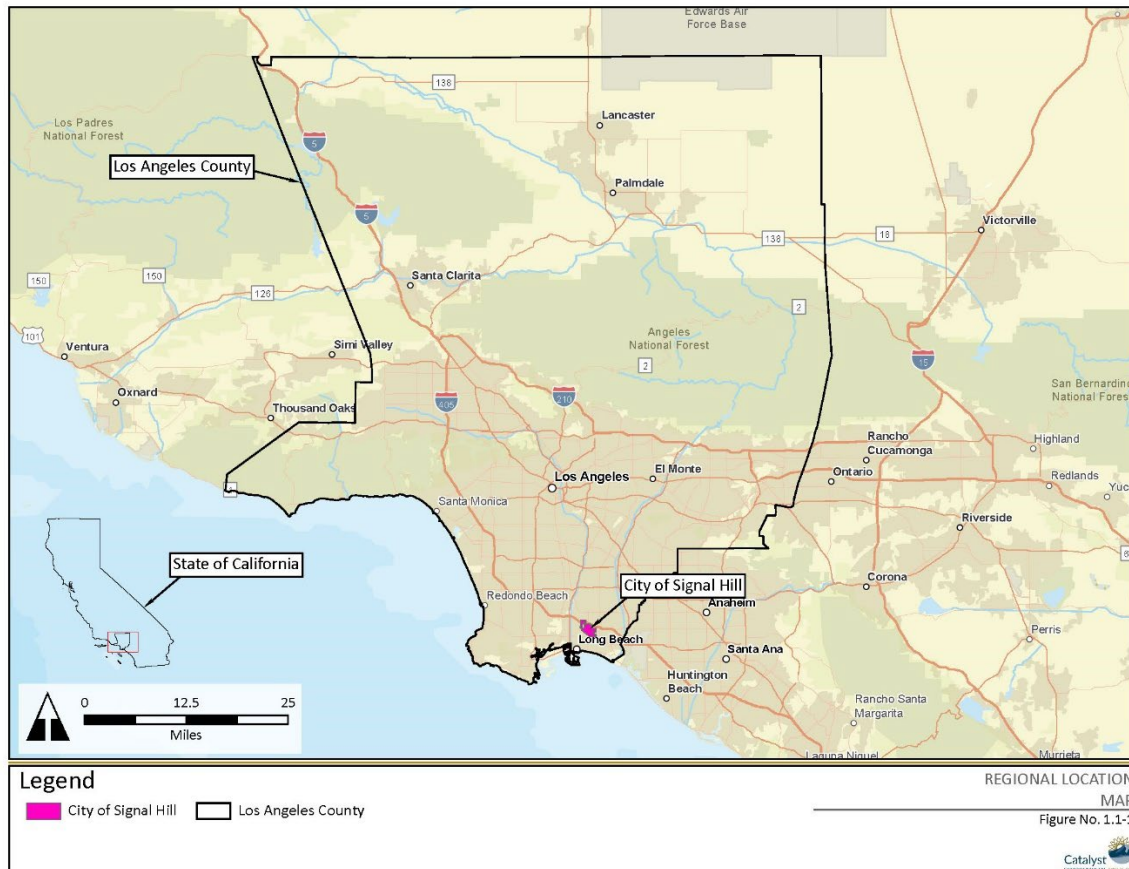 Edwards Air
Force Base
138
Lancaster
Los Padres
National Forest
5
Los Angeles County
Palmdale
5
Victorville
138
18
150
150
Santa Clarita
126
2
101
Angeles
National Forest
Ventura
Simi Valley
2
15
San Bernardino
National Fores
Oxnard
Thousand Oaks
405
210
Rancho
Cucamonga
Highland
El Monte
Ontario
Los Angeles
Redlands
1
Santa Monica
Yuc
Riverside
State of California
City of Signal Hill
Corona
Redondo Beach
Anaheim
Long Beach
Perris
Santa Ana
Huntington
Beach
Rancho Santa
Margarita
0 12.5 25
Miles
Laguna Niguel
Murrieta
Legend
City of Signal Hill
Los Angeles County
REGIONAL LOCATION
MAP
Figure No. 1.1-1
Catalyst